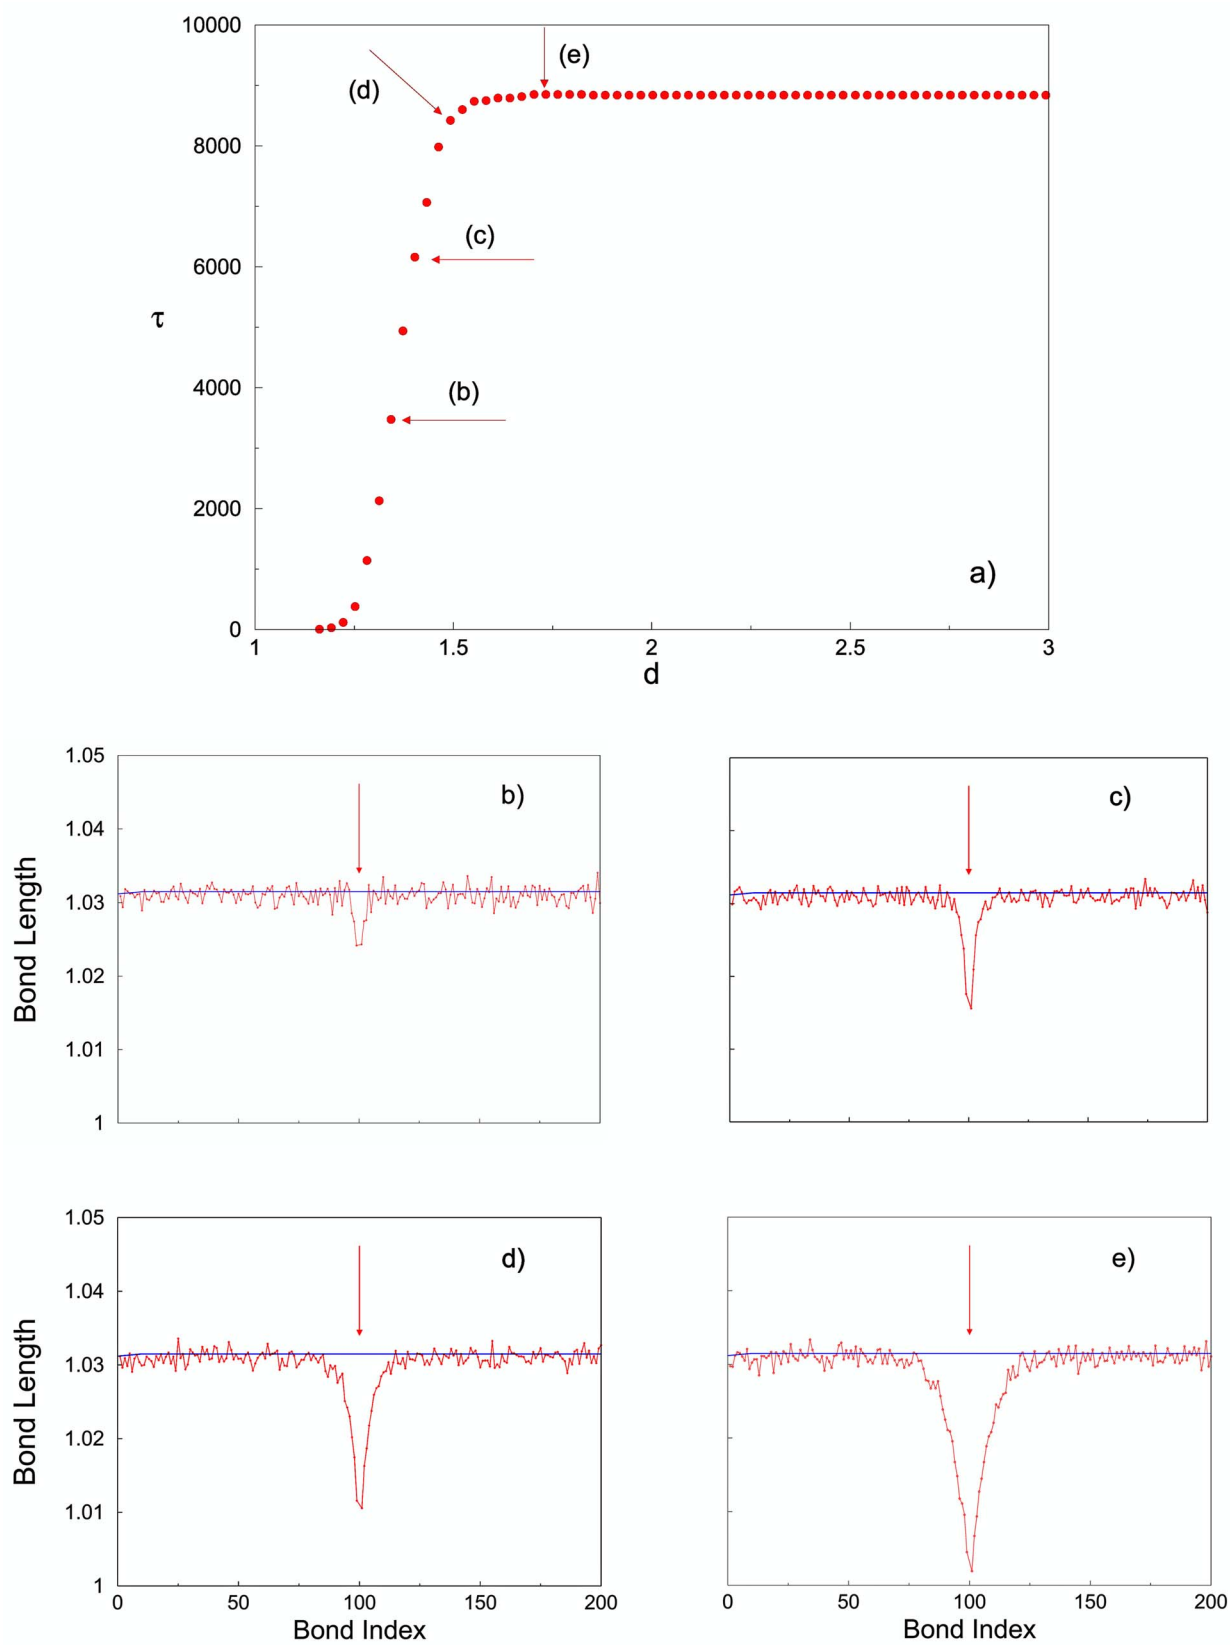 10000
(e)
(d)
8000
(c)
6000
τ
(b)
4000
2000
a)
0
1 1.5 2 2.5 3
d
1.05
b) c)
1.04
1.03
1.02
1.01
1
Bond Length
1.05
d) e)
1.04
1.03
1.02
1.01
1
Bond Length
0 50 100 150 200 0 50 100 150 200
Bond Index Bond Index